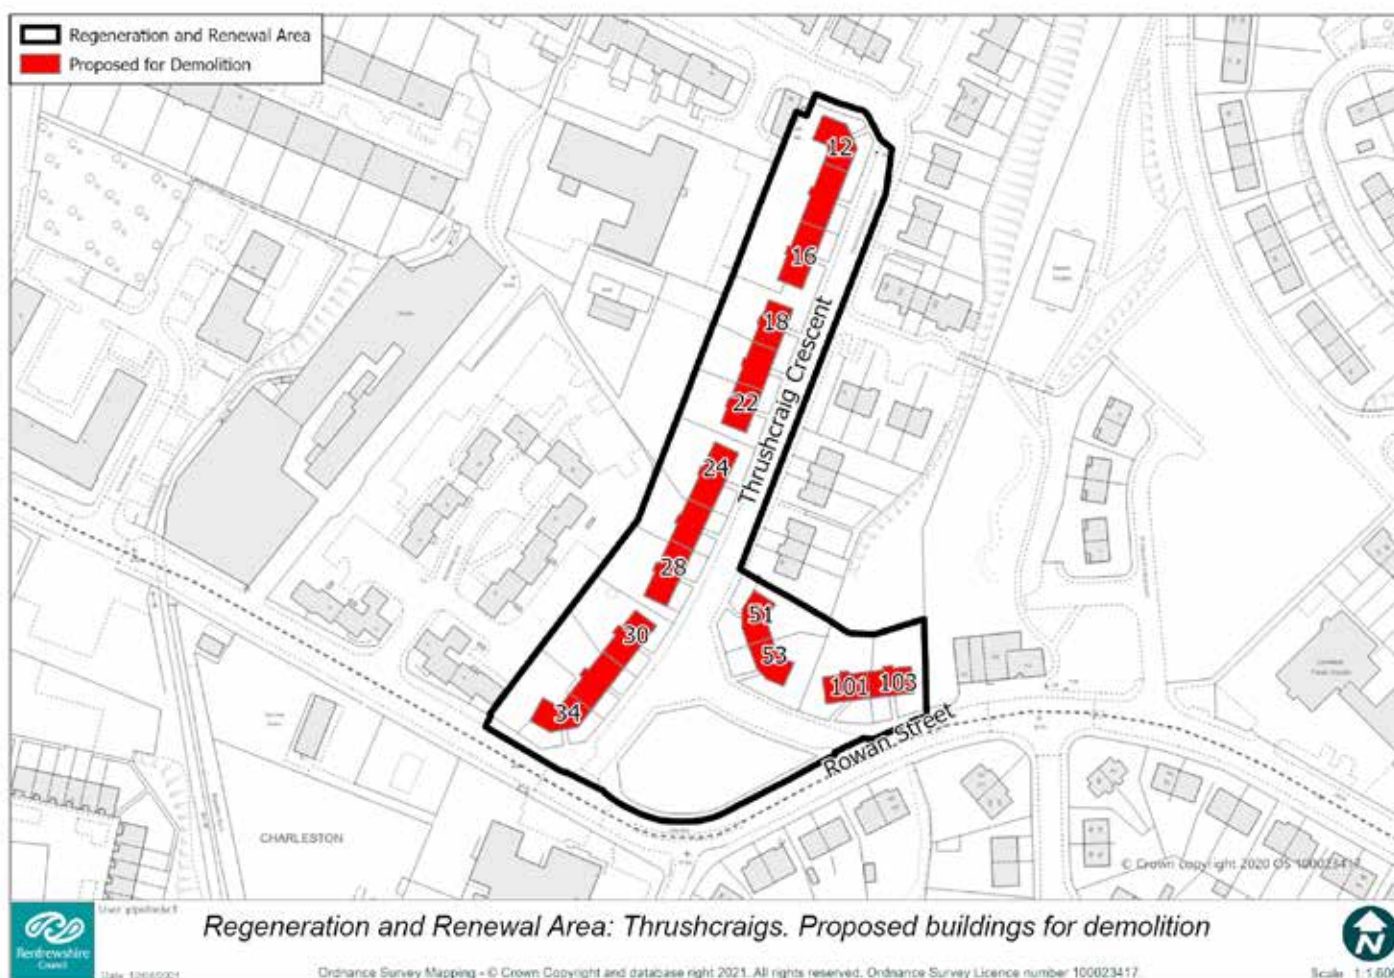 Regeneration and Renewal Area
Proposed for Demolition
12
16
18
22
Thrushcraig Crescent
24
28
30
34
51
53
101 103
Rowan Street
CHARLESTON
© Crown copyright 2020 OS 100023417
Renfrewshire
Council
Regeneration and Renewal Area: Thrushcraigs. Proposed buildings for demolition
N
Ordnance Survey Mapping - © Crown Copyright and database right 2021. All rights reserved. Ordnance Survey Licence number 100023417